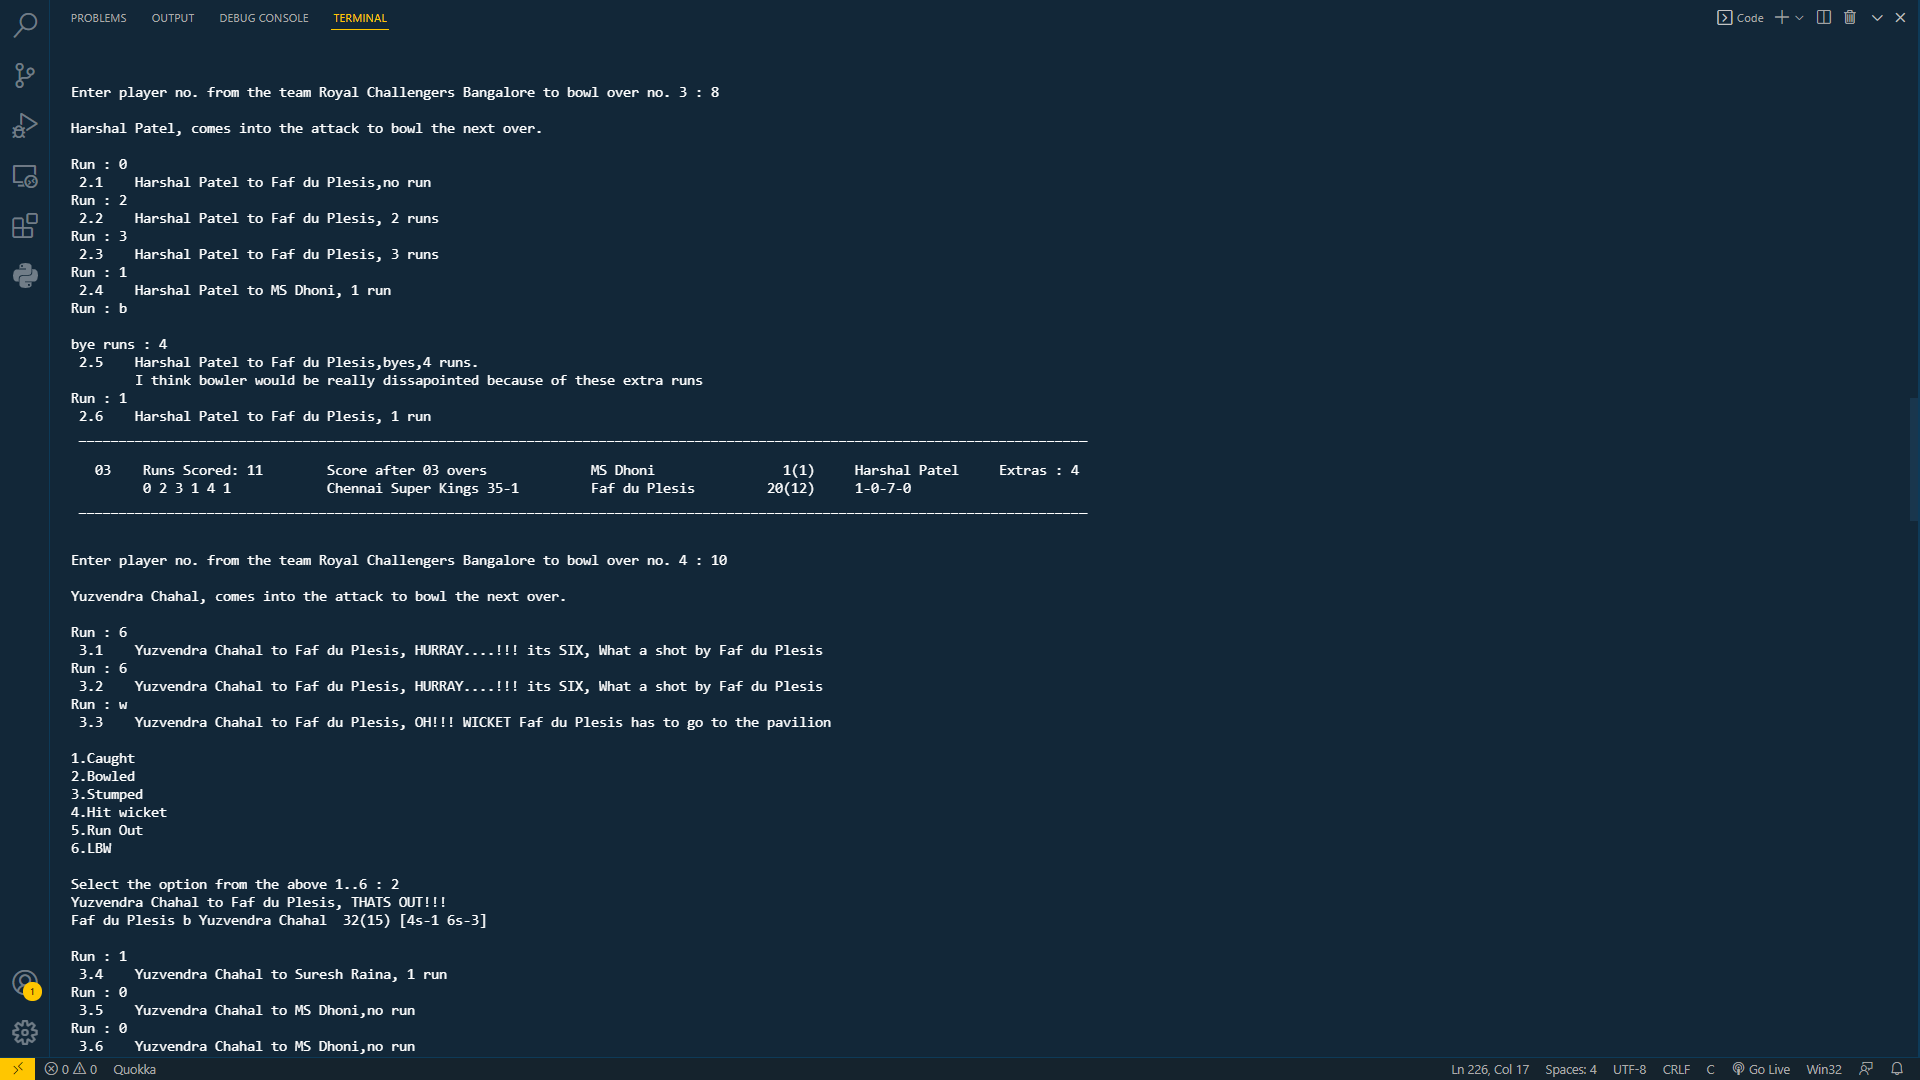 PROBLEMS OUTPUT DEBUG CONSOLE TERMINAL Code
Enter player no. from the team Royal Challengers Bangalore to bowl over no. 3 : 8
Harshal Patel, comes into the attack to bowl the next over.
Run : 0
2.1 Harshal Patel to Faf du Plesis,no run
Run : 2
2.2 Harshal Patel to Faf du Plesis, 2 runs
Run : 3
2.3 Harshal Patel to Faf du Plesis, 3 runs
Run : 1
2.4 Harshal Patel to MS Dhoni, 1 run
Run : b
bye runs : 4
2.5 Harshal Patel to Faf du Plesis,byes,4 runs.
I think bowler would be really dissapointed because of these extra runs
Run : 1
2.6 Harshal Patel to Faf du Plesis, 1 run
03 Runs Scored: 11 Score after 03 overs MS Dhoni 1(1) Harshal Patel Extras : 4
0 2 3 1 4 1 Chennai Super Kings 35-1 Faf du Plesis 20(12) 1-0-7-0
Enter player no. from the team Royal Challengers Bangalore to bowl over no. 4 : 10
Yuzvendra Chahal, comes into the attack to bowl the next over.
Run : 6
3.1 Yuzvendra Chahal to Faf du Plesis, HURRAY....!!! its SIX, What a shot by Faf du Plesis
Run : 6
3.2 Yuzvendra Chahal to Faf du Plesis, HURRAY....!!! its SIX, What a shot by Faf du Plesis
Run : w
3.3 Yuzvendra Chahal to Faf du Plesis, OH!!! WICKET Faf du Plesis has to go to the pavilion
1.Caught
2.Bowled
3.Stumped
4.Hit wicket
5.Run Out
6.LBW
Select the option from the above 1..6 : 2
Yuzvendra Chahal to Faf du Plesis, THATS OUT!!!
Faf du Plesis b Yuzvendra Chahal 32(15) [4s-1 6s-3]
Run : 1
3.4 Yuzvendra Chahal to Suresh Raina, 1 run
Run : 0
3.5 Yuzvendra Chahal to MS Dhoni,no run
Run : 0
3.6 Yuzvendra Chahal to MS Dhoni,no run
1
0 0 Quokka Ln 226, Col 17 Spaces: 4 UTF-8 CRLF C Go Live Win32